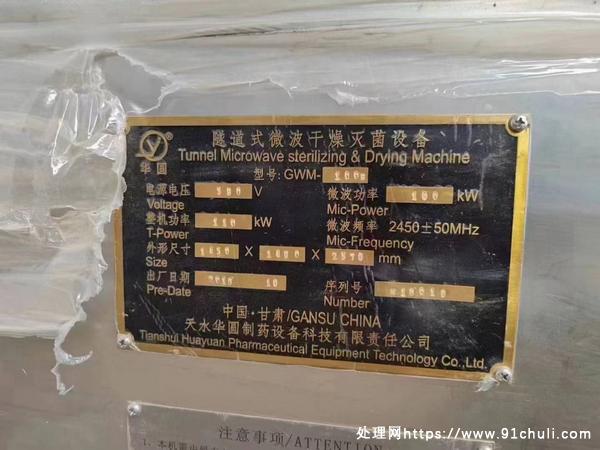 华圆
隧道式微波干燥灭菌设备
Tunnel Microwave sterilizing & Drying Machine
型号:GWM-
电源电压 V
Voltage
微波功率 kW
Mic-Power
整机功率 kW
T-Power
微波频率 2450±50MHz
Mic-Frequency
外形尺寸 X X mm
Size
出厂日期 10
Pre-Date
序列号
Number
中国·甘肃/GANSU CHINA
天水华圆制药设备科技有限责任公司
Tianshui Huayuan Pharmaceutical Equipment Technology Co., Ltd.
注意事项/ATTENTION
处理网https://www.91chuli.com/